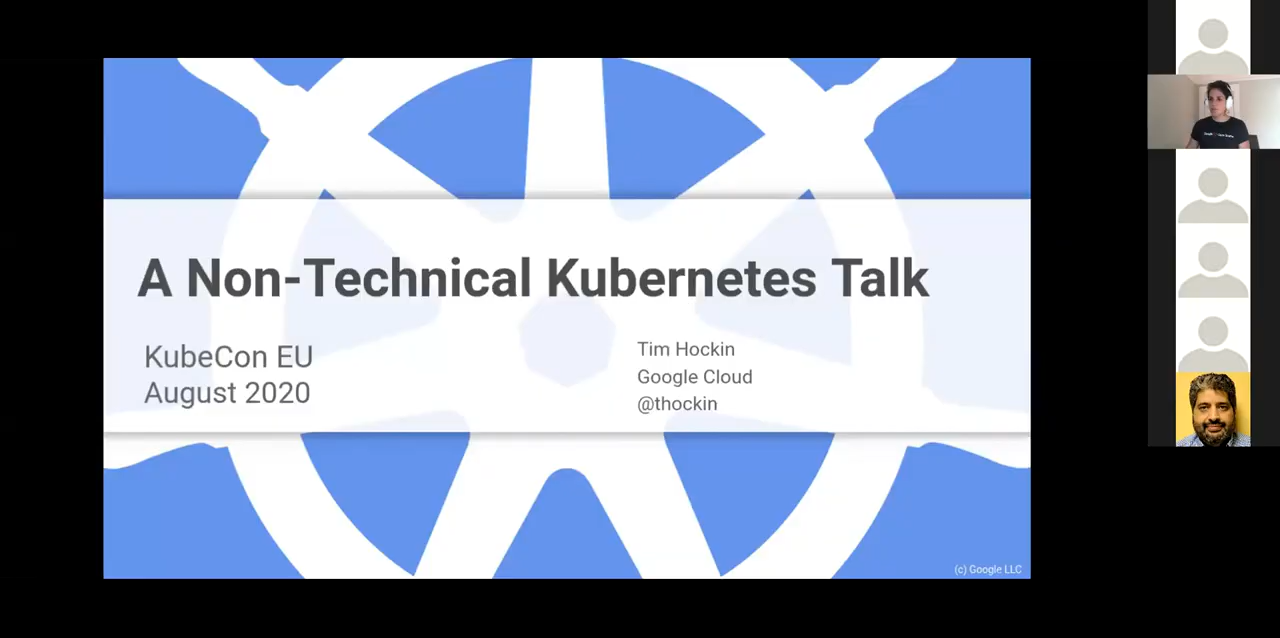 A Non-Technical Kubernetes Talk
KubeCon EU
August 2020
Tim Hockin
Google Cloud
@thockin
(c) Google LLC